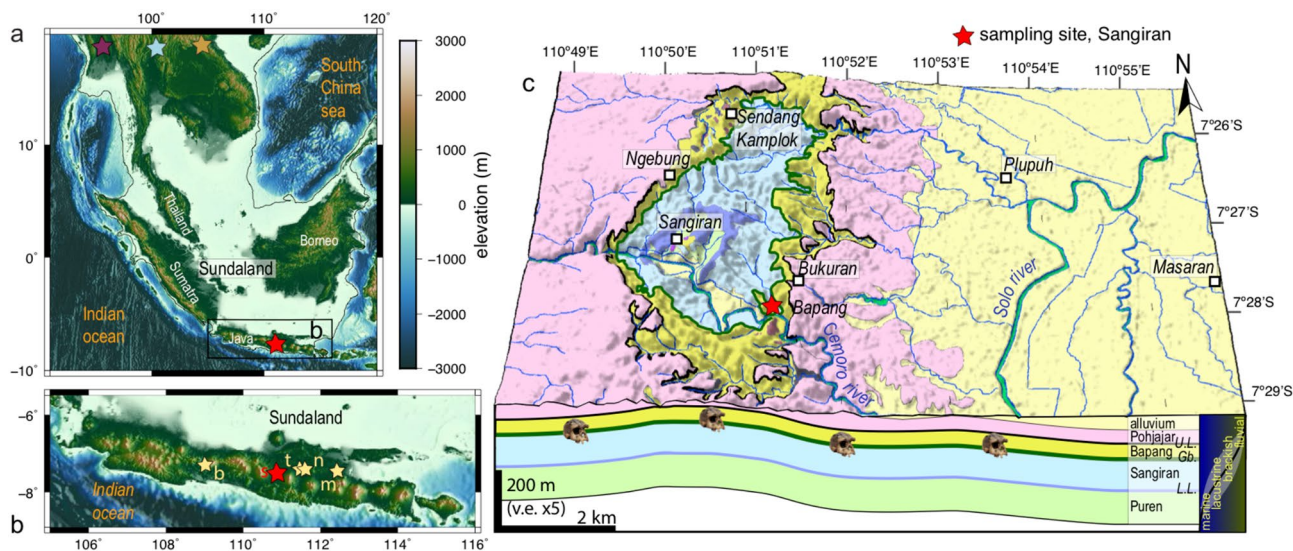 a
100° 110° 120°
10°
0°
−10°
South
China
sea
Thailand
Borneo
Sundaland
Sumatra
Indian
ocean
Java
b
3000
2000
1000
0
−1000
−2000
−3000
elevation (m)
b
−6°
−8°
Sundaland
b
s
t
n
m
Indian
ocean
106° 108° 110° 112° 114° 116°
sampling site, Sangiran
c
110°49'E 110°50'E 110°51'E 110°52'E 110°53'E 110°54'E 110°55'E
N
7°26'S
7°27'S
7°28'S
7°29'S
Sendang
Kamplok
Ngebung
Plupuh
Sangiran
Bukuran
Masaran
Bapang
Solo river
Cemoro river
alluvium
Pohjajar
U.L.
Bapang
Gb.
Sangiran
L.L.
Puren
marine
lacustrine
brackish
fluvial
200 m
(v.e. x5)
2 km